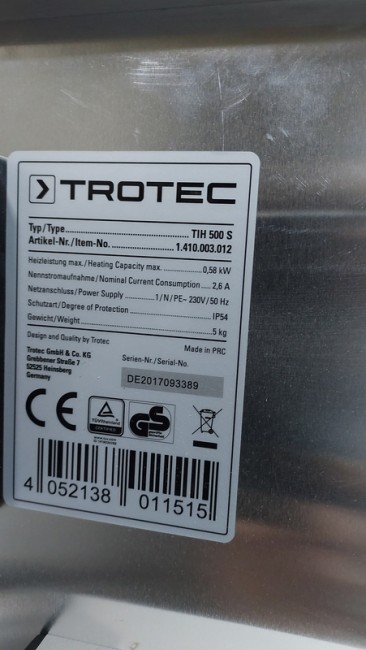 TROTEC
Typ/Type TIH 500 S
Artikel-Nr./Item-No. 1.410.003.012
Heizleistung max./Heating Capacity max. 0,58 kW
Nennstromaufnahme/Nominal Current Consumption 2,6 A
Netzanschluss/Power Supply 1/N/PE~ 230V/50 Hz
Schutzart/Degree of Protection IP54
Gewicht/Weight 5 kg
Design and Quality by Trotec Made in PRC
Trotec GmbH & Co. KG
Grebbener Straße 7
52525 Heinsberg
Germany
Serien-Nr./Serial-No.
DE2017093389
CE
TÜVRheinland
CERTIFIED
GS
4 052138 011515